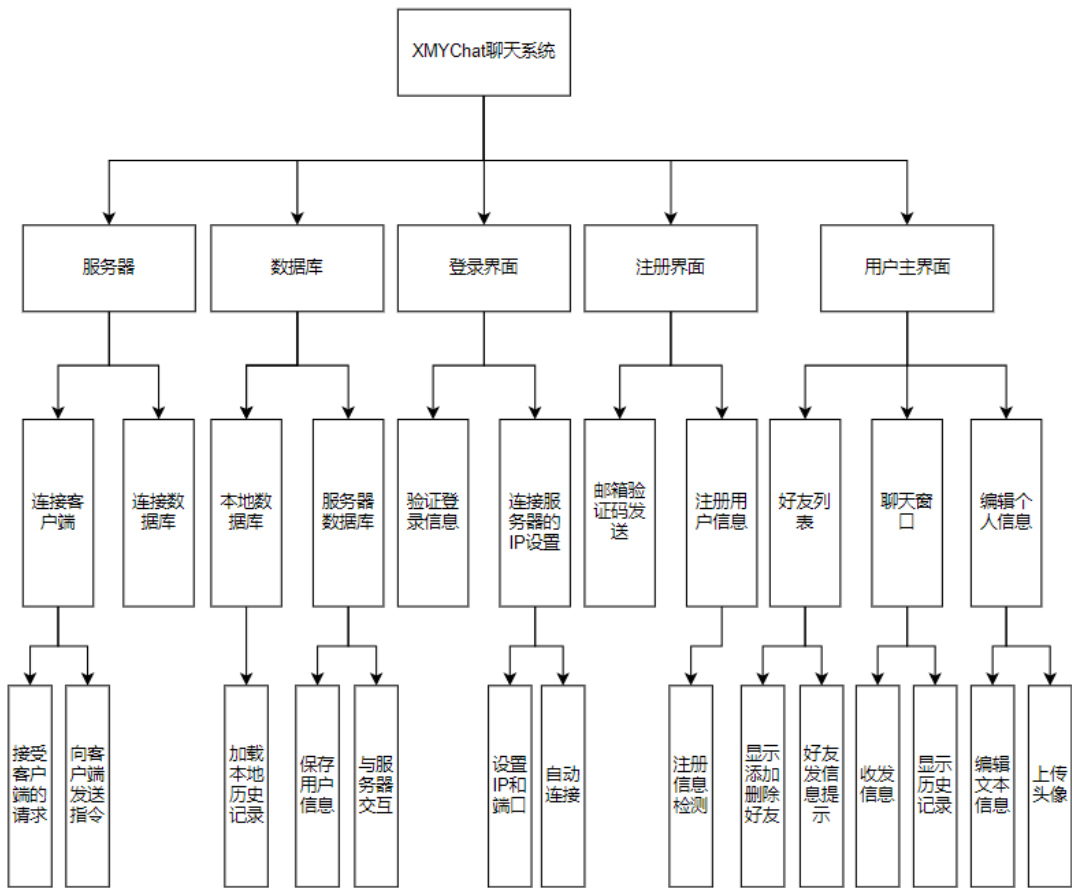 XMYChat聊天系统
服务器
数据库
登录界面
注册界面
用户主界面
连接客
户端
连接数
据库
本地数
据库
服务器
数据库
验证登
录信息
连接服
务器的
IP设置
邮箱验
证码发
送
注册用
户信息
好友列
表
聊天窗
口
编辑个
人信息
接受
客户
端的
请求
向客
户端
发送
指令
加载
本地
历史
记录
保存
用户
信息
与服
务器
交互
设置
IP和
端口
自动
连接
注册
信息
检测
显示
添加
删除
好友
好友
发信
息提
示
收发
信息
显示
历史
记录
编辑
文本
信息
上传
头像